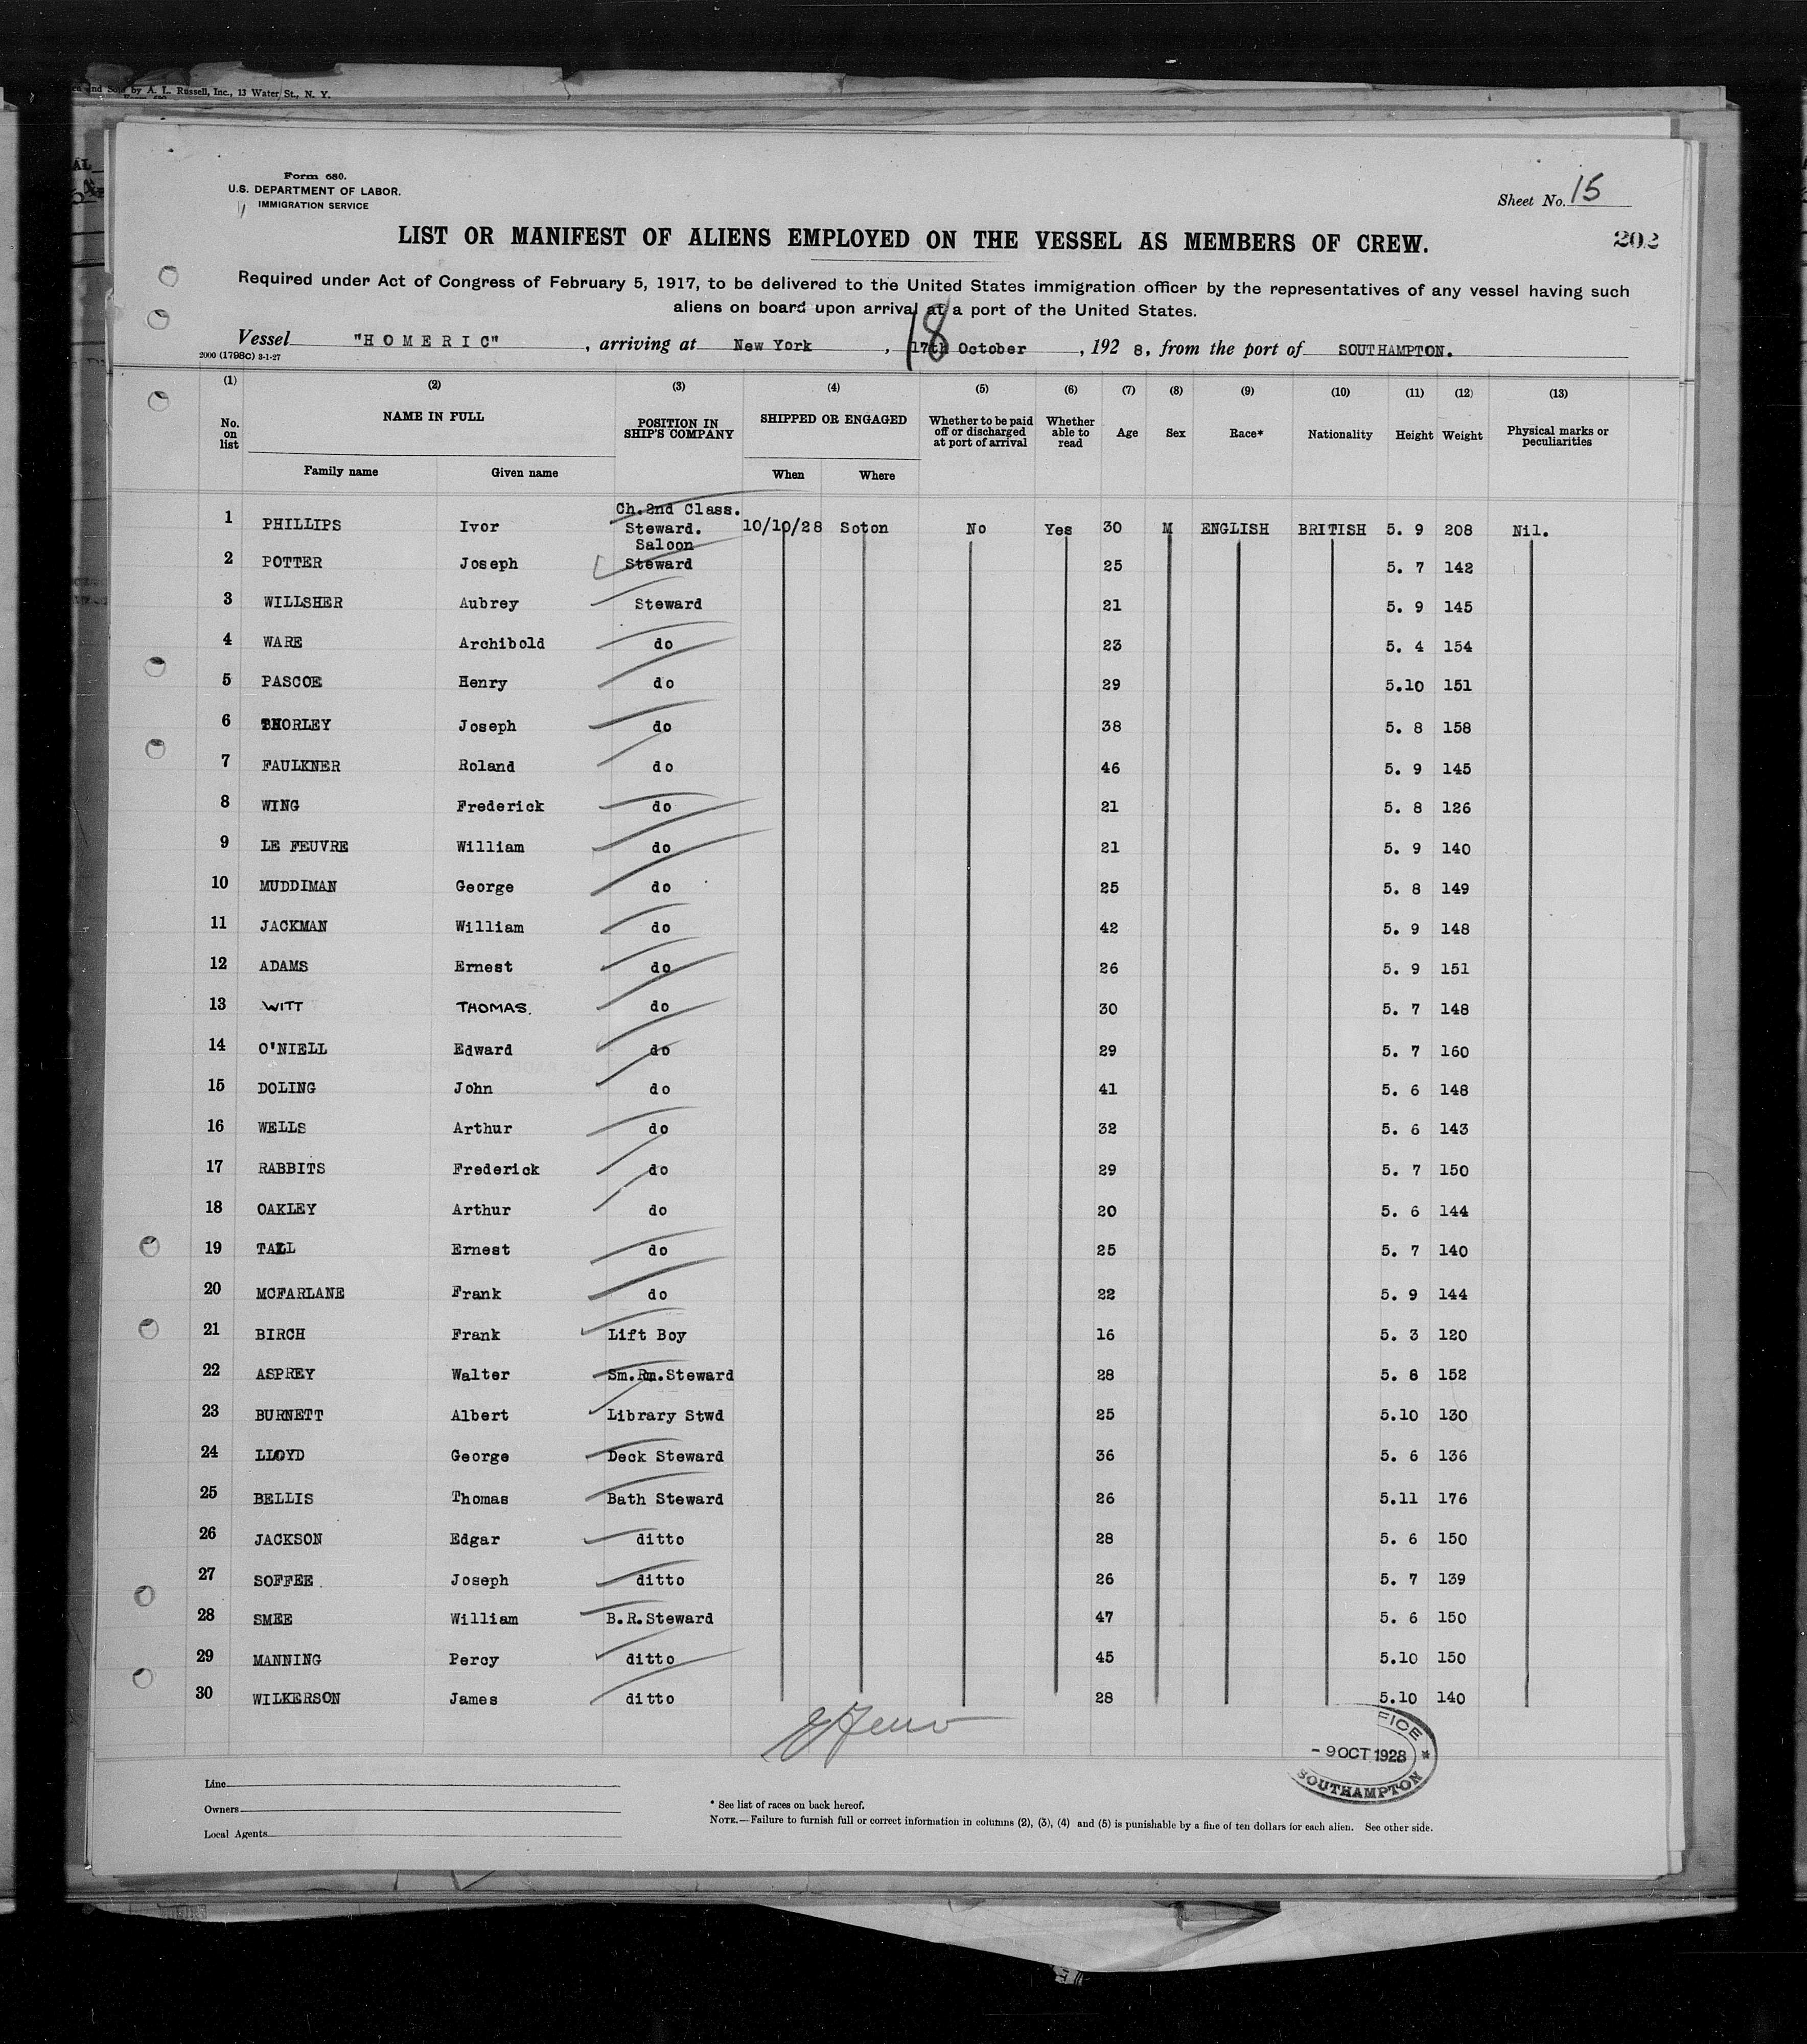 and Sold by A. L. Russell, Inc., 13 Water St., N. Y.
Form 680.
U.S. DEPARTMENT OF LABOR.
IMMIGRATION SERVICE
Sheet No. 15
LIST OR MANIFEST OF ALIENS EMPLOYED ON THE VESSEL AS MEMBERS OF CREW.
202
Required under Act of Congress of February 5, 1917, to be delivered to the United States immigration officer by the representatives of any vessel having such
aliens on board upon arrival at a port of the United States.
Vessel "HOMERIC", arriving at New York, 17th 18 October, 1928, from the port of SOUTHAMPTON.
2000 (1798C) 3-1-27
(1) (2) (3) (4) (5) (6) (7) (8) (9) (10) (11) (12) (13)
No. on list NAME IN FULL POSITION IN SHIP'S COMPANY SHIPPED OR ENGAGED Whether to be paid off or discharged at port of arrival Whether able to read Age Sex Race* Nationality Height Weight Physical marks or peculiarities
Family name Given name When Where
1 PHILLIPS Ivor Ch.2nd Class. Steward. 10/10/28 Soton No Yes 30 M ENGLISH BRITISH 5. 9 208 Nil.
2 POTTER Joseph Saloon Steward 25 5. 7 142
3 WILLSHER Aubrey Steward 21 5. 9 145
4 WARE Archibold do 23 5. 4 154
5 PASCOE Henry do 29 5.10 151
6 THORLEY Joseph do 38 5. 8 158
7 FAULKNER Roland do 46 5. 9 145
8 WING Frederick do 21 5. 8 126
9 LE FEUVRE William do 21 5. 9 140
10 MUDDIMAN George do 25 5. 8 149
11 JACKMAN William do 42 5. 9 148
12 ADAMS Ernest do 26 5. 9 151
13 WITT THOMAS. do 30 5. 7 148
14 O'NIELL Edward do 29 5. 7 160
15 DOLING John do 41 5. 6 148
16 WELLS Arthur do 32 5. 6 143
17 RABBITS Frederick do 29 5. 7 150
18 OAKLEY Arthur do 20 5. 6 144
19 TALL Ernest do 25 5. 7 140
20 MCFARLANE Frank do 22 5. 9 144
21 BIRCH Frank Lift Boy 16 5. 3 120
22 ASPREY Walter Sm.Rm.Steward 28 5. 8 152
23 BURNETT Albert Library Stwd 25 5.10 130
24 LLOYD George Deck Steward 36 5. 6 136
25 BELLIS Thomas Bath Steward 26 5.11 176
26 JACKSON Edgar ditto 28 5. 6 150
27 SOFFEE Joseph ditto 26 5. 7 139
28 SMEE William B.R.Steward 47 5. 6 150
29 MANNING Percy ditto 45 5.10 150
30 WILKERSON James ditto 28 5.10 140
FICE
- 9 OCT 1928 *
SOUTHAMPTON
Line
Owners
Local Agents
* See list of races on back hereof.
NOTE.—Failure to furnish full or correct information in columns (2), (3), (4) and (5) is punishable by a fine of ten dollars for each alien. See other side.